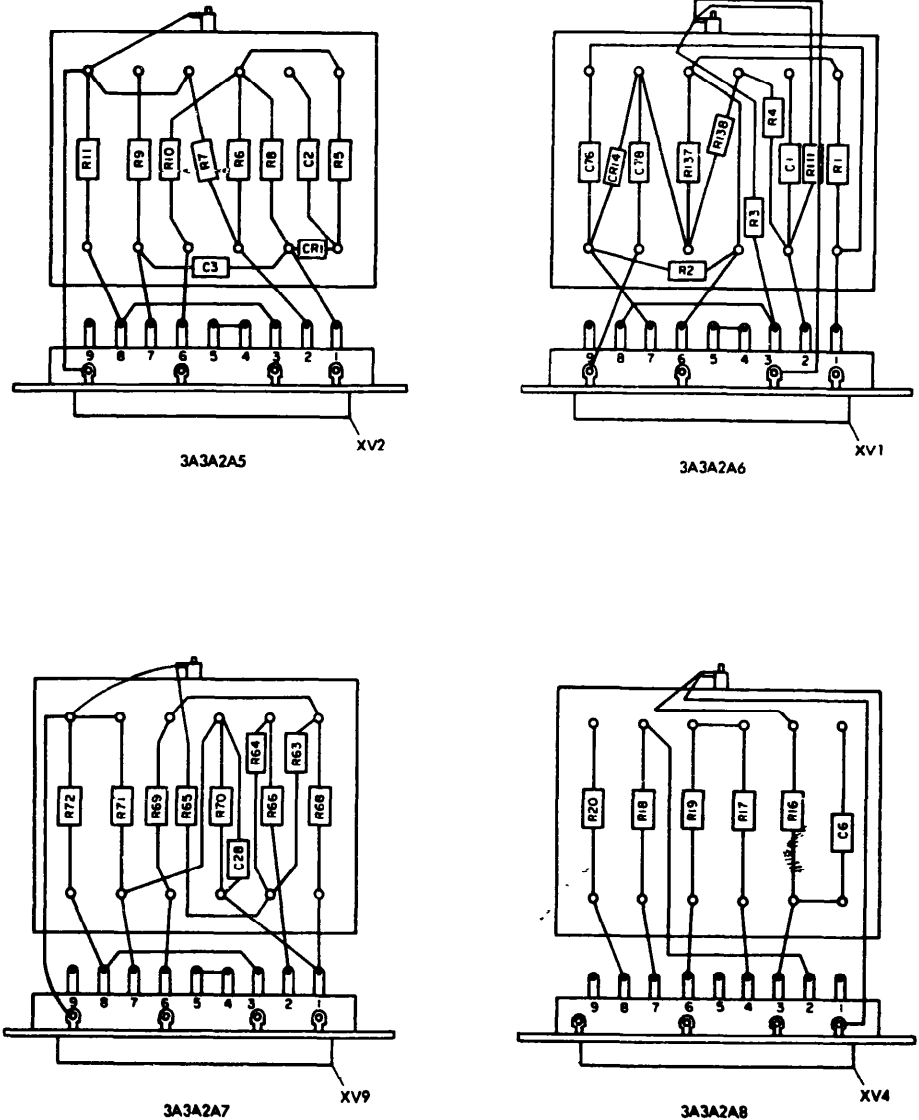 R11 R9 R10 R7 R6 R8 C2 R5
CR1
C3
9 8 7 6 5 4 3 2 1
XV2
3A3A2A5
C76 CR14 C78 R137 R138 R3 R4 C1 R111 R1
R2
9 8 7 6 5 4 3 2 1
XV1
3A3A2A6
R64 R63
R72 R71 R69 R65 R70 R66 R68
C28
9 8 7 6 5 4 3 2 1
XV9
3A3A2A7
R20 R18 R19 R17 R16 C6
9 8 7 6 5 4 3 2 1
XV4
3A3A2A8